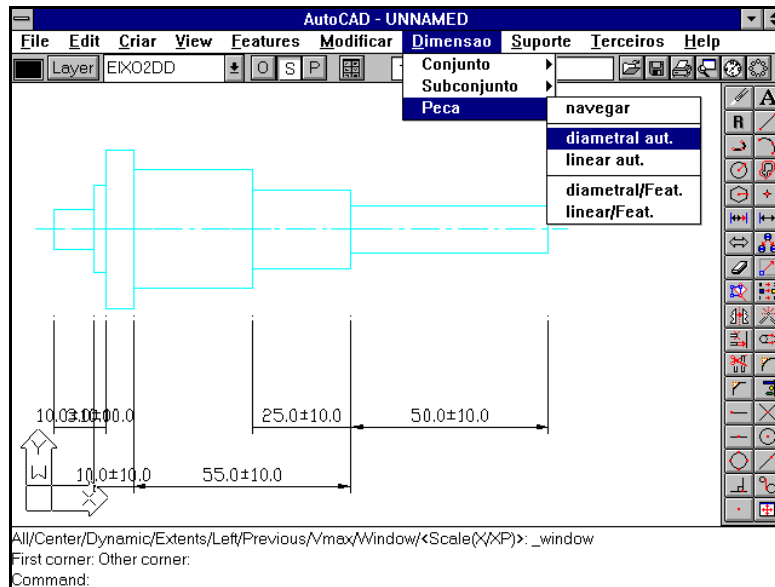 AutoCAD - UNNAMED
File Edit Criar View Features Modificar Dimensao Suporte Terceiros Help
Layer EIXO2DD O S P
Conjunto
Subconjunto
Peca
navegar
diametral aut.
linear aut.
diametral/Feat.
linear/Feat.
A
R
25.0±10.0 50.0±10.0
10.0±10.0 55.0±10.0
Y
W
X
All/Center/Dynamic/Extents/Left/Previous/Vmax/Window/<Scale(X/XP)>: _window
First corner: Other corner:
Command: